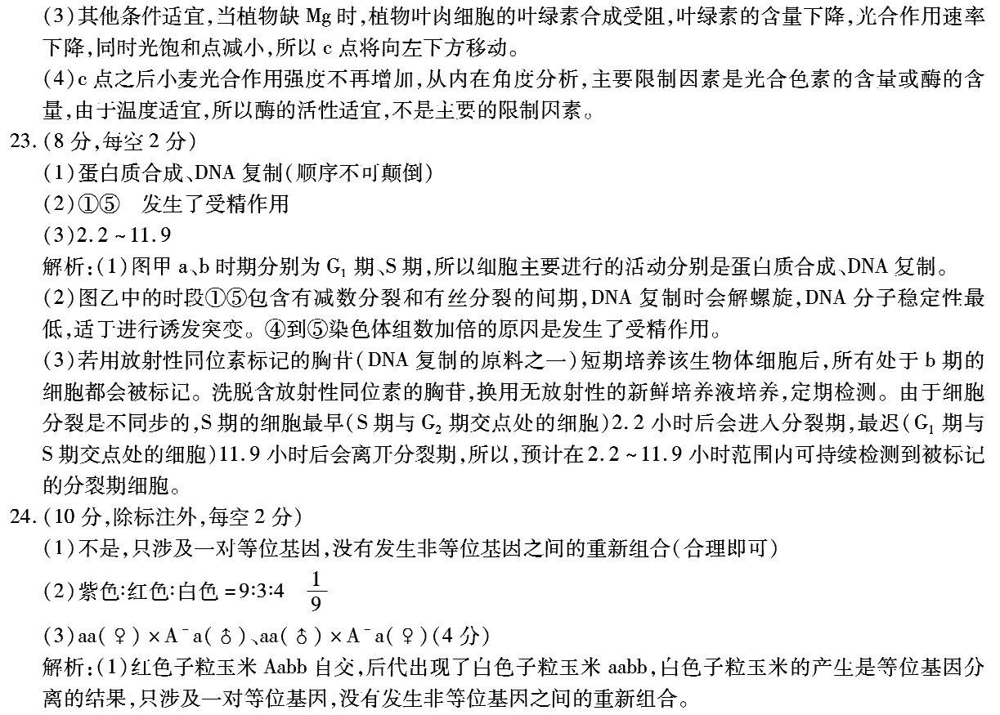 (3)其他条件适宜,当植物缺 Mg 时,植物叶肉细胞的叶绿素合成受阻,叶绿素的含量下降,光合作用速率
下降,同时光饱和点减小,所以 c 点将向左下方移动。
(4)c 点之后小麦光合作用强度不再增加,从内在角度分析,主要限制因素是光合色素的含量或酶的含
量,由于温度适宜,所以酶的活性适宜,不是主要的限制因素。
23. (8 分,每空 2 分)
(1)蛋白质合成、DNA 复制(顺序不可颠倒)
(2)①⑤ 发生了受精作用
(3)2.2~11.9
解析:(1)图甲 a、b 时期分别为 G₁ 期、S 期,所以细胞主要进行的活动分别是蛋白质合成、DNA 复制。
(2)图乙中的时段①⑤包含有减数分裂和有丝分裂的间期,DNA 复制时会解螺旋,DNA 分子稳定性最
低,适于进行诱发突变。④到⑤染色体组数加倍的原因是发生了受精作用。
(3)若用放射性同位素标记的胸苷(DNA 复制的原料之一)短期培养该生物体细胞后,所有处于 b 期的
细胞都会被标记。洗脱含放射性同位素的胸苷,换用无放射性的新鲜培养液培养,定期检测。由于细胞
分裂是不同步的,S 期的细胞最早(S 期与 G₂ 期交点处的细胞)2.2 小时后会进入分裂期,最迟(G₁ 期与
S 期交点处的细胞)11.9 小时后会离开分裂期,所以,预计在 2.2~11.9 小时范围内可持续检测到被标记
的分裂期细胞。
24. (10 分,除标注外,每空 2 分)
(1)不是,只涉及一对等位基因,没有发生非等位基因之间的重新组合(合理即可)
(2)紫色∶红色∶白色=9∶3∶4 1/9
(3)aa(♀)×A⁻a(♂)、aa(♂)×A⁻a(♀)(4 分)
解析:(1)红色子粒玉米 Aabb 自交,后代出现了白色子粒玉米 aabb,白色子粒玉米的产生是等位基因分
离的结果,只涉及一对等位基因,没有发生非等位基因之间的重新组合。